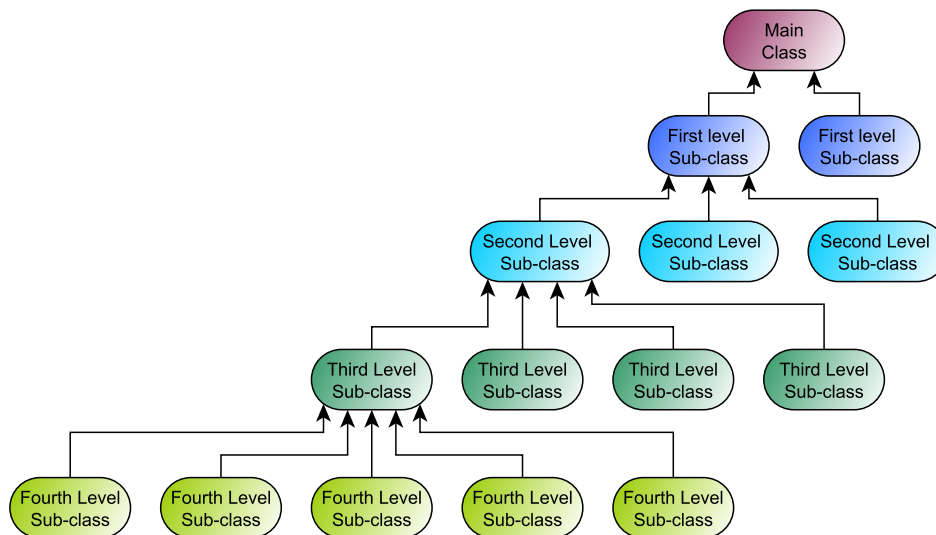 Main
Class
First level
Sub-class
First level
Sub-class
Second Level
Sub-class
Second Level
Sub-class
Second Level
Sub-class
Third Level
Sub-class
Third Level
Sub-class
Third Level
Sub-class
Third Level
Sub-class
Fourth Level
Sub-class
Fourth Level
Sub-class
Fourth Level
Sub-class
Fourth Level
Sub-class
Fourth Level
Sub-class